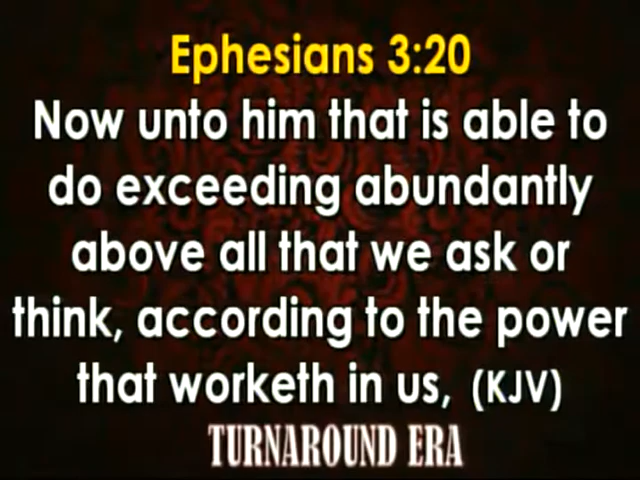 Ephesians 3:20
Now unto him that is able to
do exceeding abundantly
above all that we ask or
think, according to the power
that worketh in us, (KJV)
TURNAROUND ERA